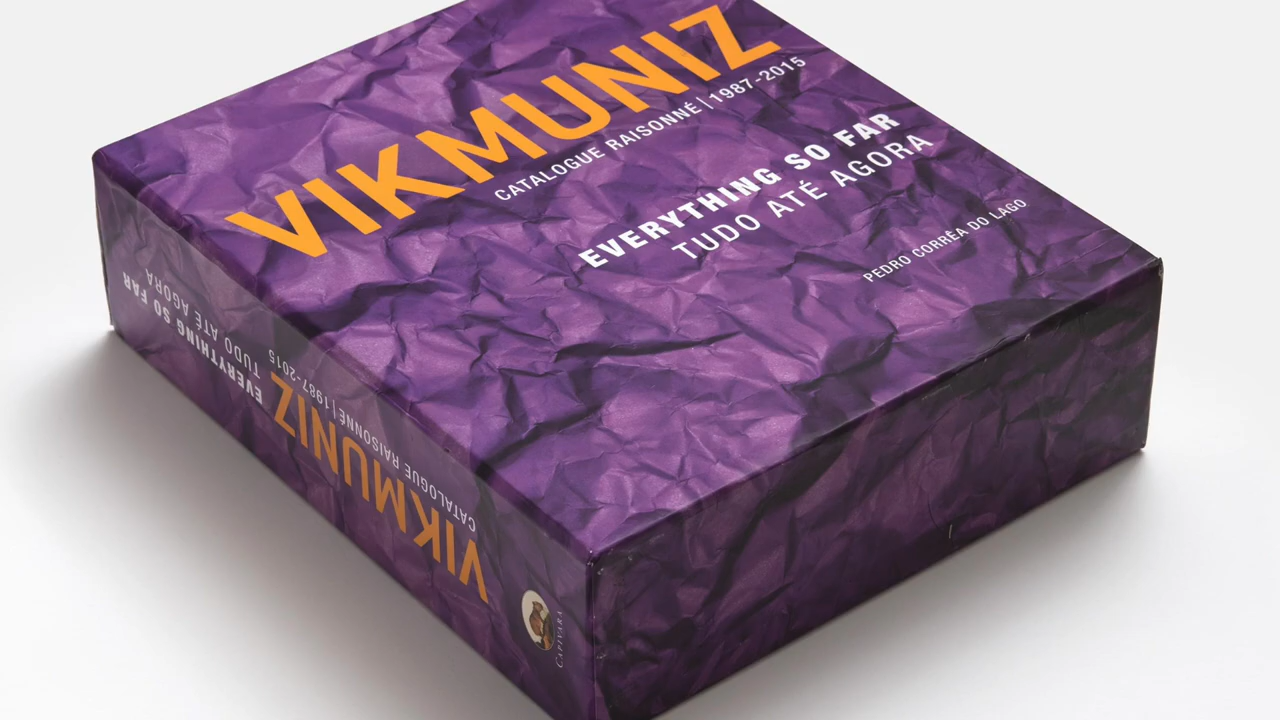 VIK MUNIZ
CATALOGUE RAISONNÉ | 1987-2015
EVERYTHING SO FAR
TUDO ATÉ AGORA
PEDRO CORRÊA DO LAGO
VIK MUNIZ
CATALOGUE RAISONNÉ | 1987-2015
EVERYTHING SO FAR
TUDO ATÉ AGORA
CAPIVARA